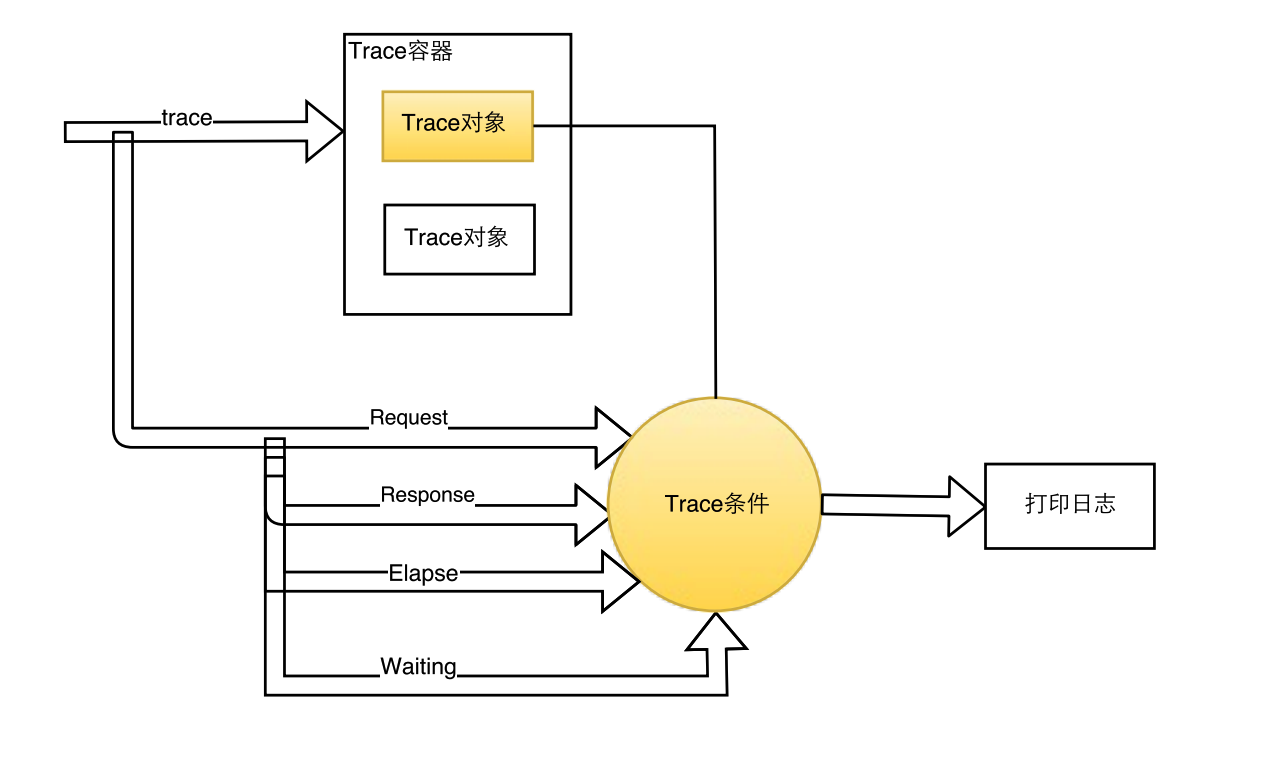 Trace容器
trace
Trace对象
Trace对象
Request
Response
Trace条件
打印日志
Elapse
Waiting